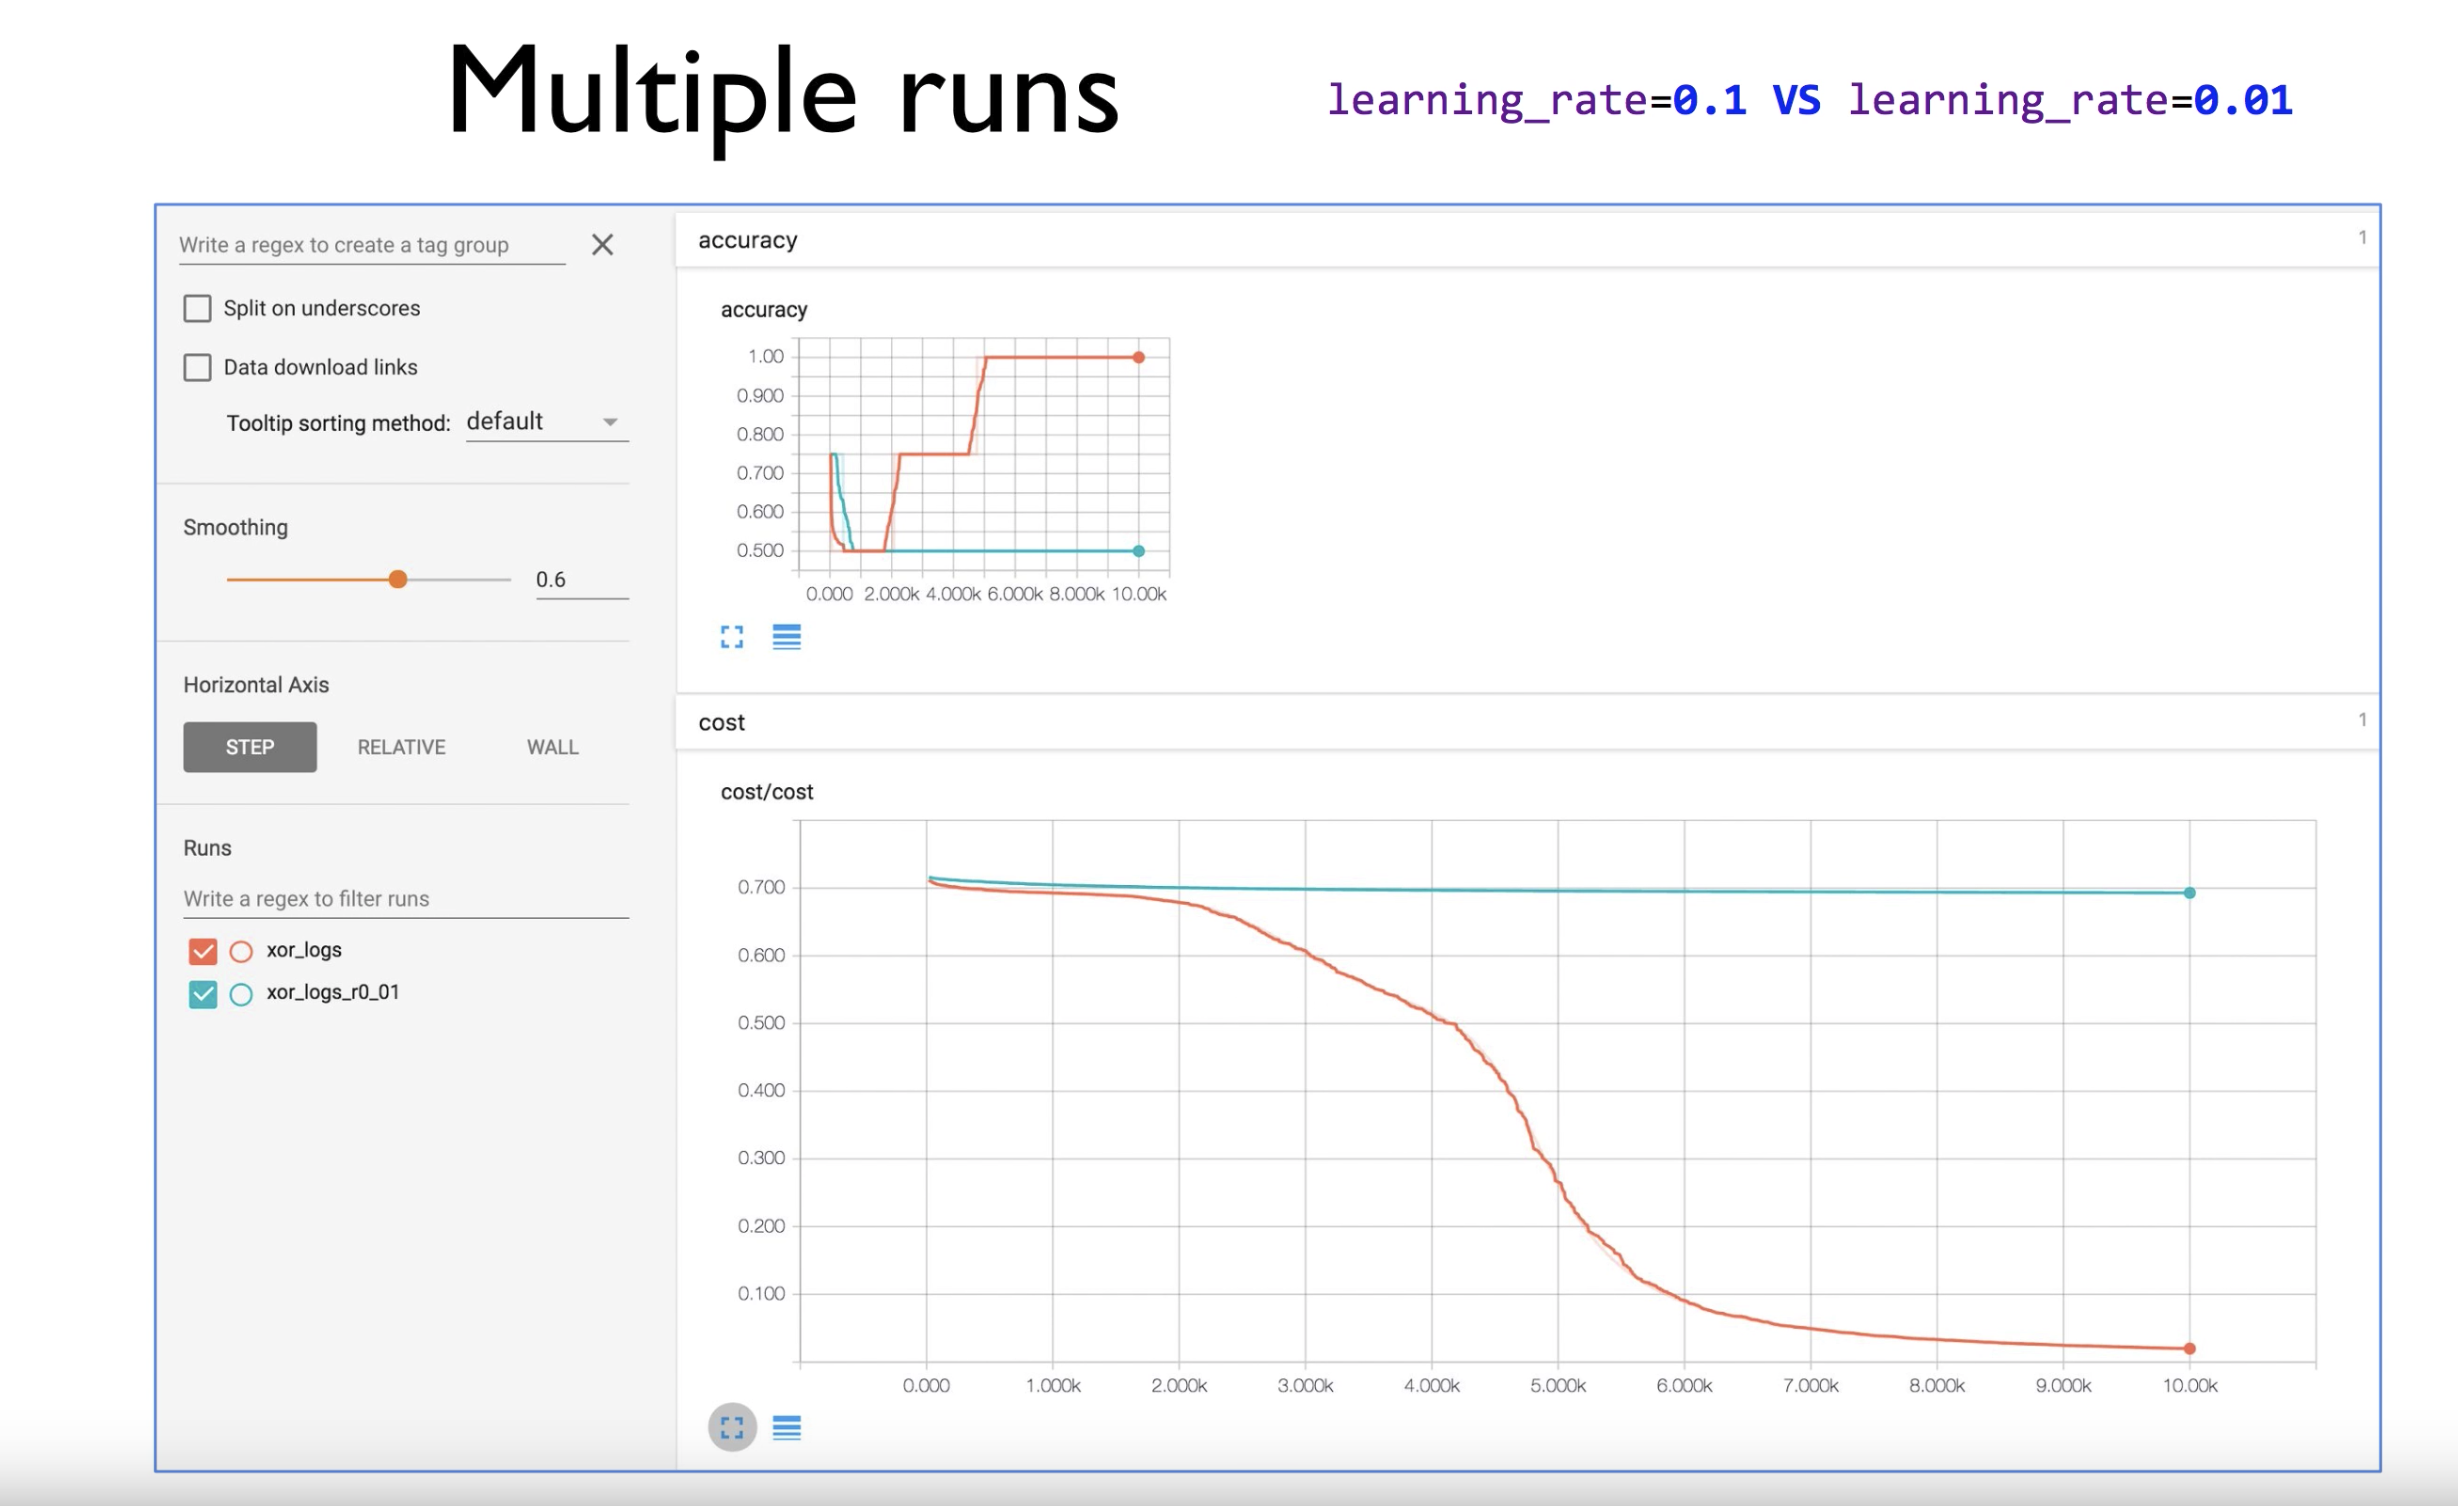 Multiple runs
learning_rate=0.1 VS learning_rate=0.01
Write a regex to create a tag group
Split on underscores
Data download links
Tooltip sorting method: default
Smoothing
0.6
Horizontal Axis
STEP RELATIVE WALL
Runs
Write a regex to filter runs
xor_logs
xor_logs_r0_01
accuracy 1
accuracy
1.00
0.900
0.800
0.700
0.600
0.500
0.000 2.000k 4.000k 6.000k 8.000k 10.00k
cost 1
cost/cost
0.700
0.600
0.500
0.400
0.300
0.200
0.100
0.000 1.000k 2.000k 3.000k 4.000k 5.000k 6.000k 7.000k 8.000k 9.000k 10.00k